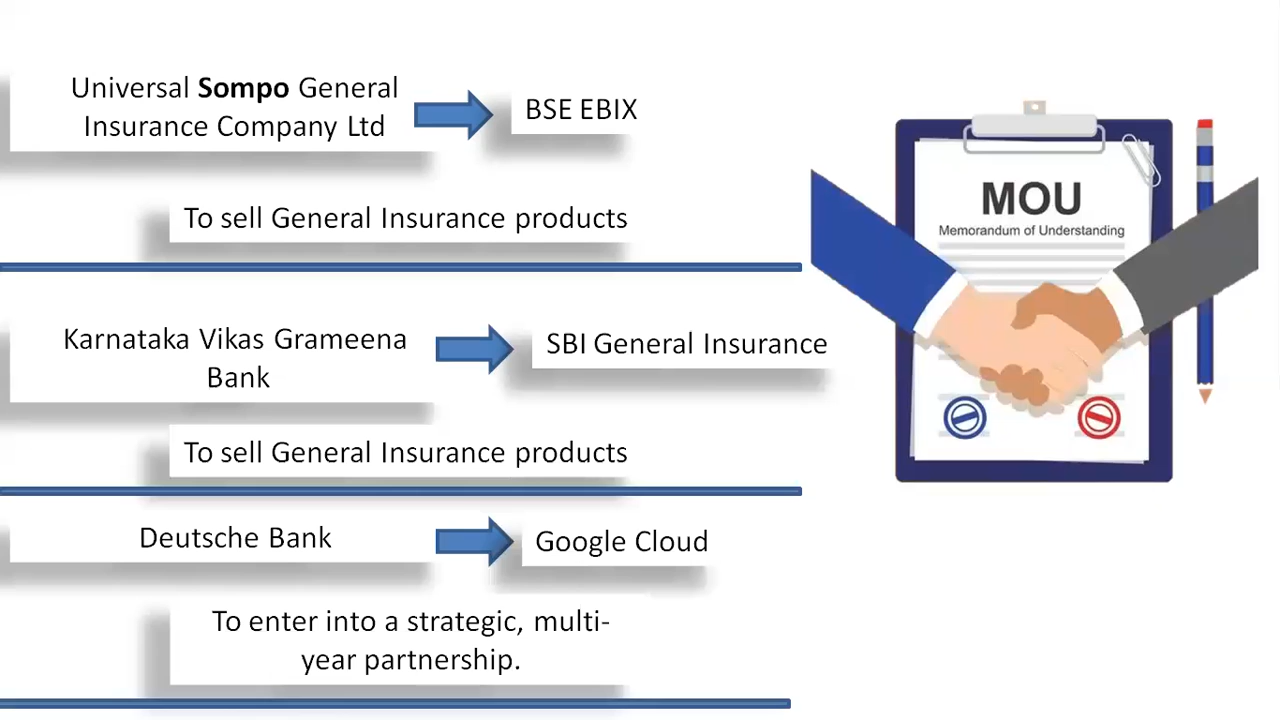 Universal Sompo General
Insurance Company Ltd
BSE EBIX
To sell General Insurance products
Karnataka Vikas Grameena
Bank
SBI General Insurance
To sell General Insurance products
Deutsche Bank
Google Cloud
To enter into a strategic, multi-
year partnership.
MOU
Memorandum of Understanding